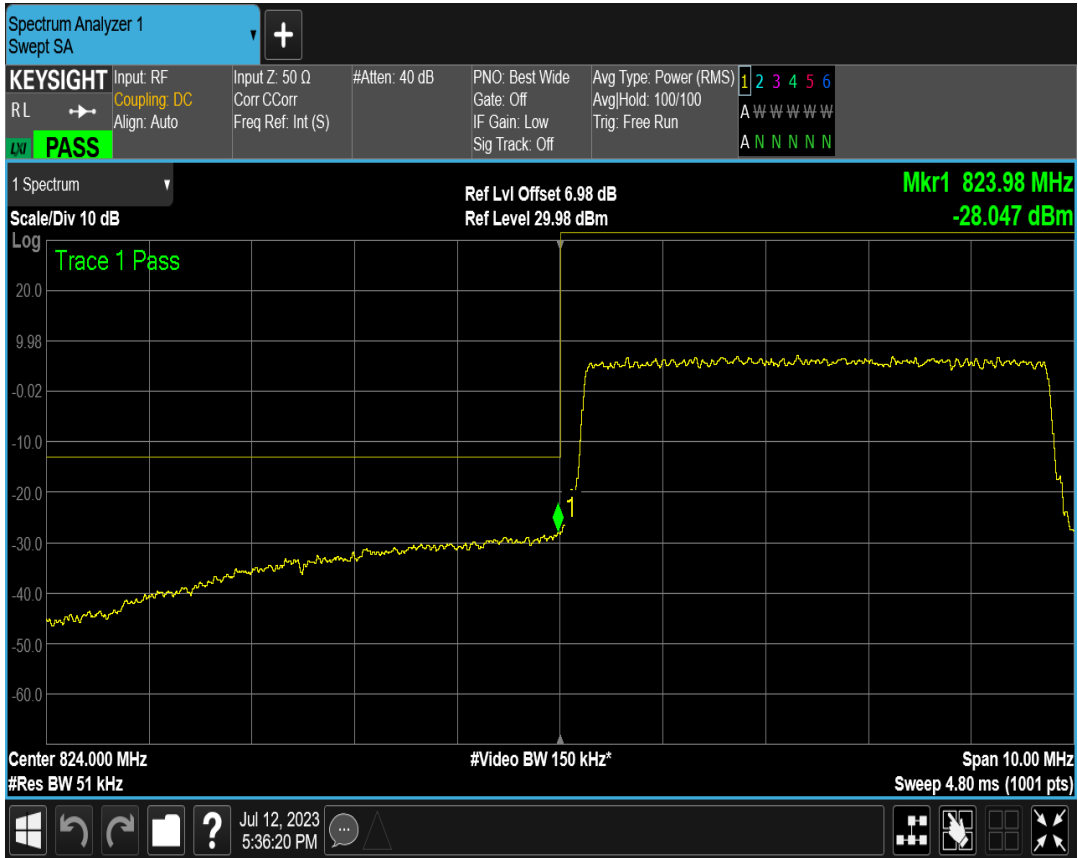 Spectrum Analyzer 1
Swept SA
+
KEYSIGHT
RL
LXI PASS
Input: RF
Coupling: DC
Align: Auto
Input Z: 50 Ω
Corr CCorr
Freq Ref: Int (S)
#Atten: 40 dB
PNO: Best Wide
Gate: Off
IF Gain: Low
Sig Track: Off
Avg Type: Power (RMS)
Avg|Hold: 100/100
Trig: Free Run
1 2 3 4 5 6
A W W W W W
A N N N N N
1 Spectrum
Scale/Div 10 dB
Ref Lvl Offset 6.98 dB
Ref Level 29.98 dBm
Mkr1 823.98 MHz
-28.047 dBm
Log
Trace 1 Pass
20.0
9.98
-0.02
-10.0
-20.0
-30.0
-40.0
-50.0
-60.0
1
Center 824.000 MHz
#Res BW 51 kHz
#Video BW 150 kHz*
Span 10.00 MHz
Sweep 4.80 ms (1001 pts)
?
Jul 12, 2023
5:36:20 PM
...